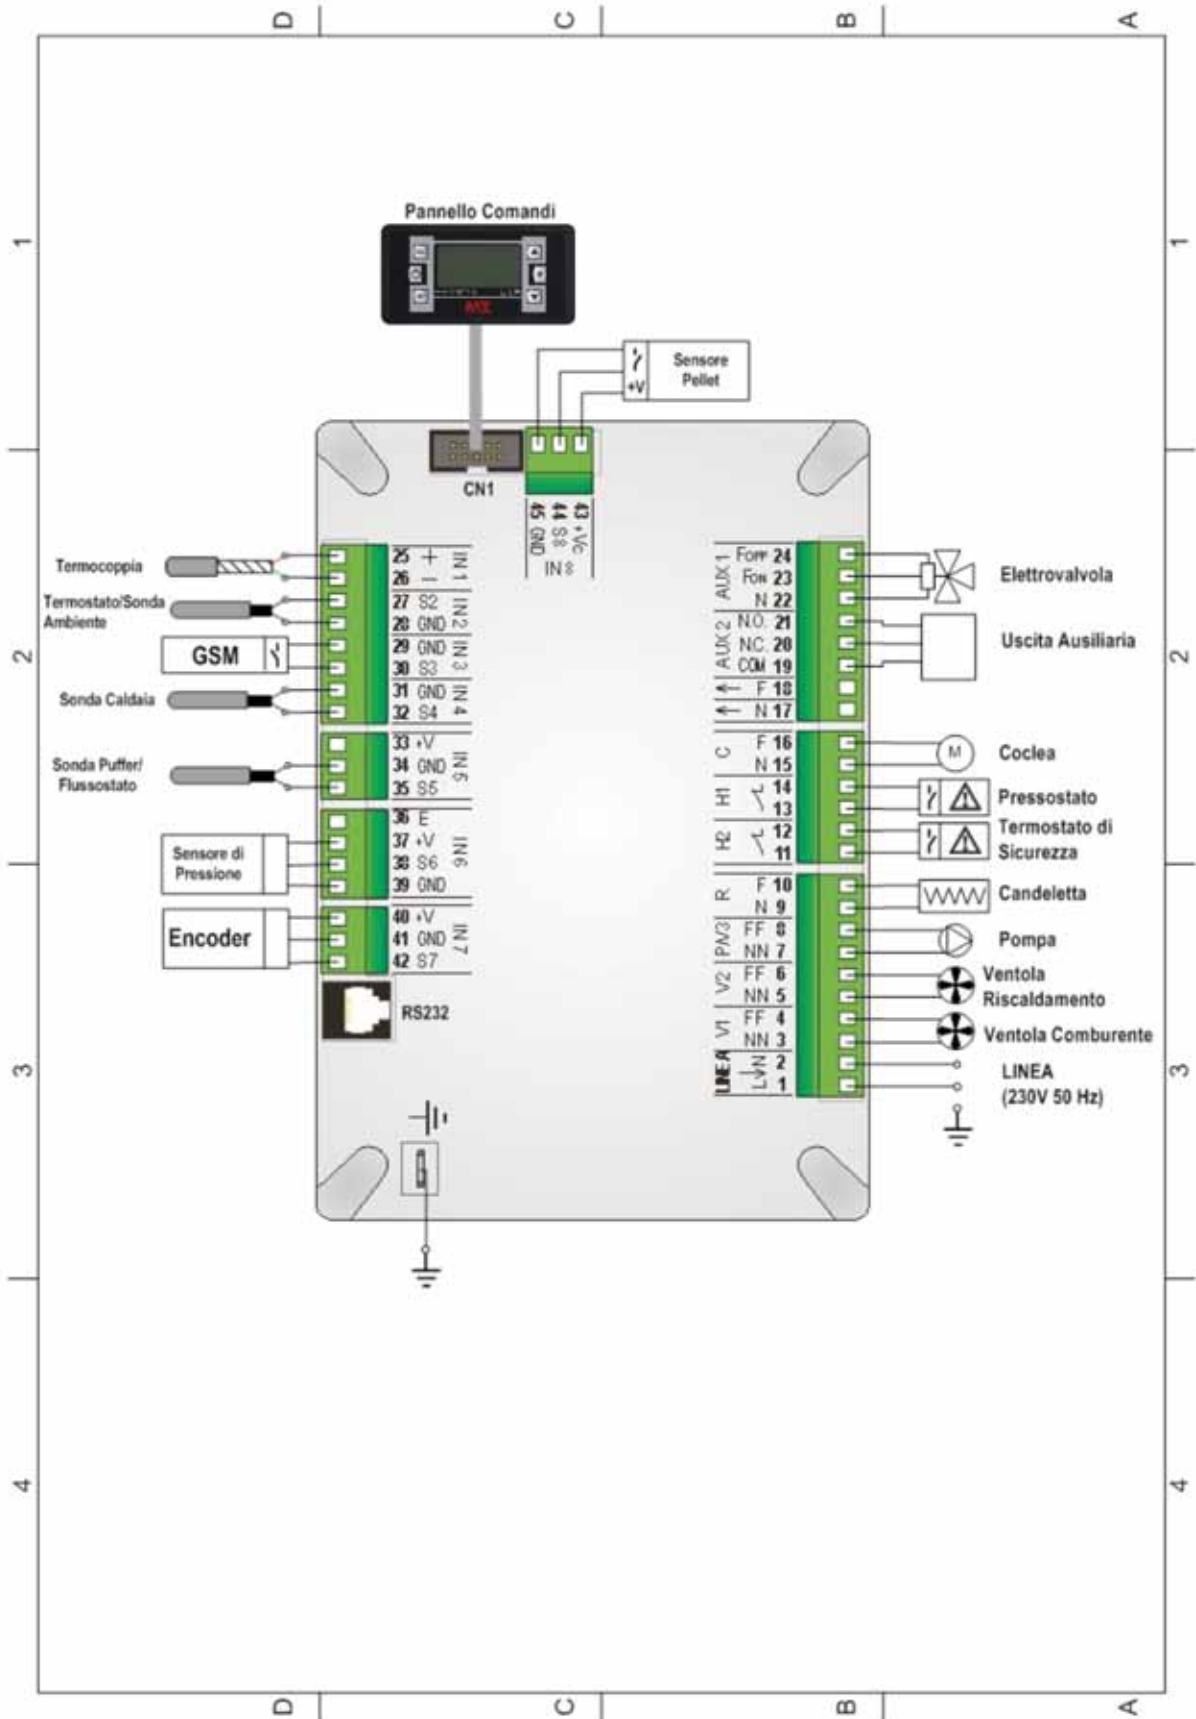 D
C
B
A
1
1
Pannello Comandi
Sensore
Pellet
+V
CN1
45 GND
44 S8
43 +Vc
IN 8
Termocoppia
Termostato/Sonda
Ambiente
GSM
Sonda Caldaia
Sonda Puffer/
Flussostato
Sensore di
Pressione
Encoder
25 +
26 -
IN 1
27 S2
28 GND
IN 2
29 GND
30 S3
IN 3
31 GND
32 S4
IN 4
33 +V
34 GND
35 S5
IN 5
36 E
37 +V
38 S6
39 GND
IN6
40 +V
41 GND
42 S7
IN 7
RS232
AUX 1
FOFF 24
FON 23
N 22
AUX 2
N.O. 21
N.C. 20
COM 19
F 18
N 17
C
F 16
N 15
H1
14
13
H2
12
11
R
F 10
N 9
P/V3
FF 8
NN 7
V2
FF 6
NN 5
V1
FF 4
NN 3
LINEA
N 2
L 1
Elettrovalvola
Uscita Ausiliaria
M
Coclea
Pressostato
Termostato di
Sicurezza
Candeletta
Pompa
Ventola
Riscaldamento
Ventola Comburente
LINEA
(230V 50 Hz)
2
2
3
3
4
4
D
C
B
A